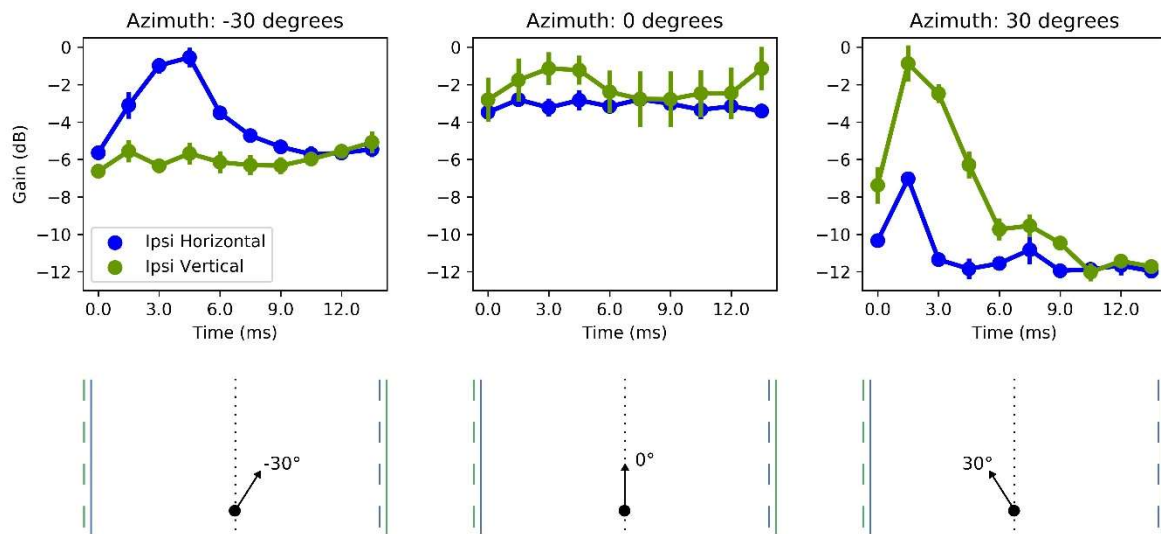 Azimuth: -30 degrees
Azimuth: 0 degrees
Azimuth: 30 degrees
Gain (dB)
0
−2
−4
−6
−8
−10
−12
Ipsi Horizontal
Ipsi Vertical
0.0 3.0 6.0 9.0 12.0
Time (ms)
0
−2
−4
−6
−8
−10
−12
0.0 3.0 6.0 9.0 12.0
Time (ms)
0
−2
−4
−6
−8
−10
−12
0.0 3.0 6.0 9.0 12.0
Time (ms)
-30°
0°
30°